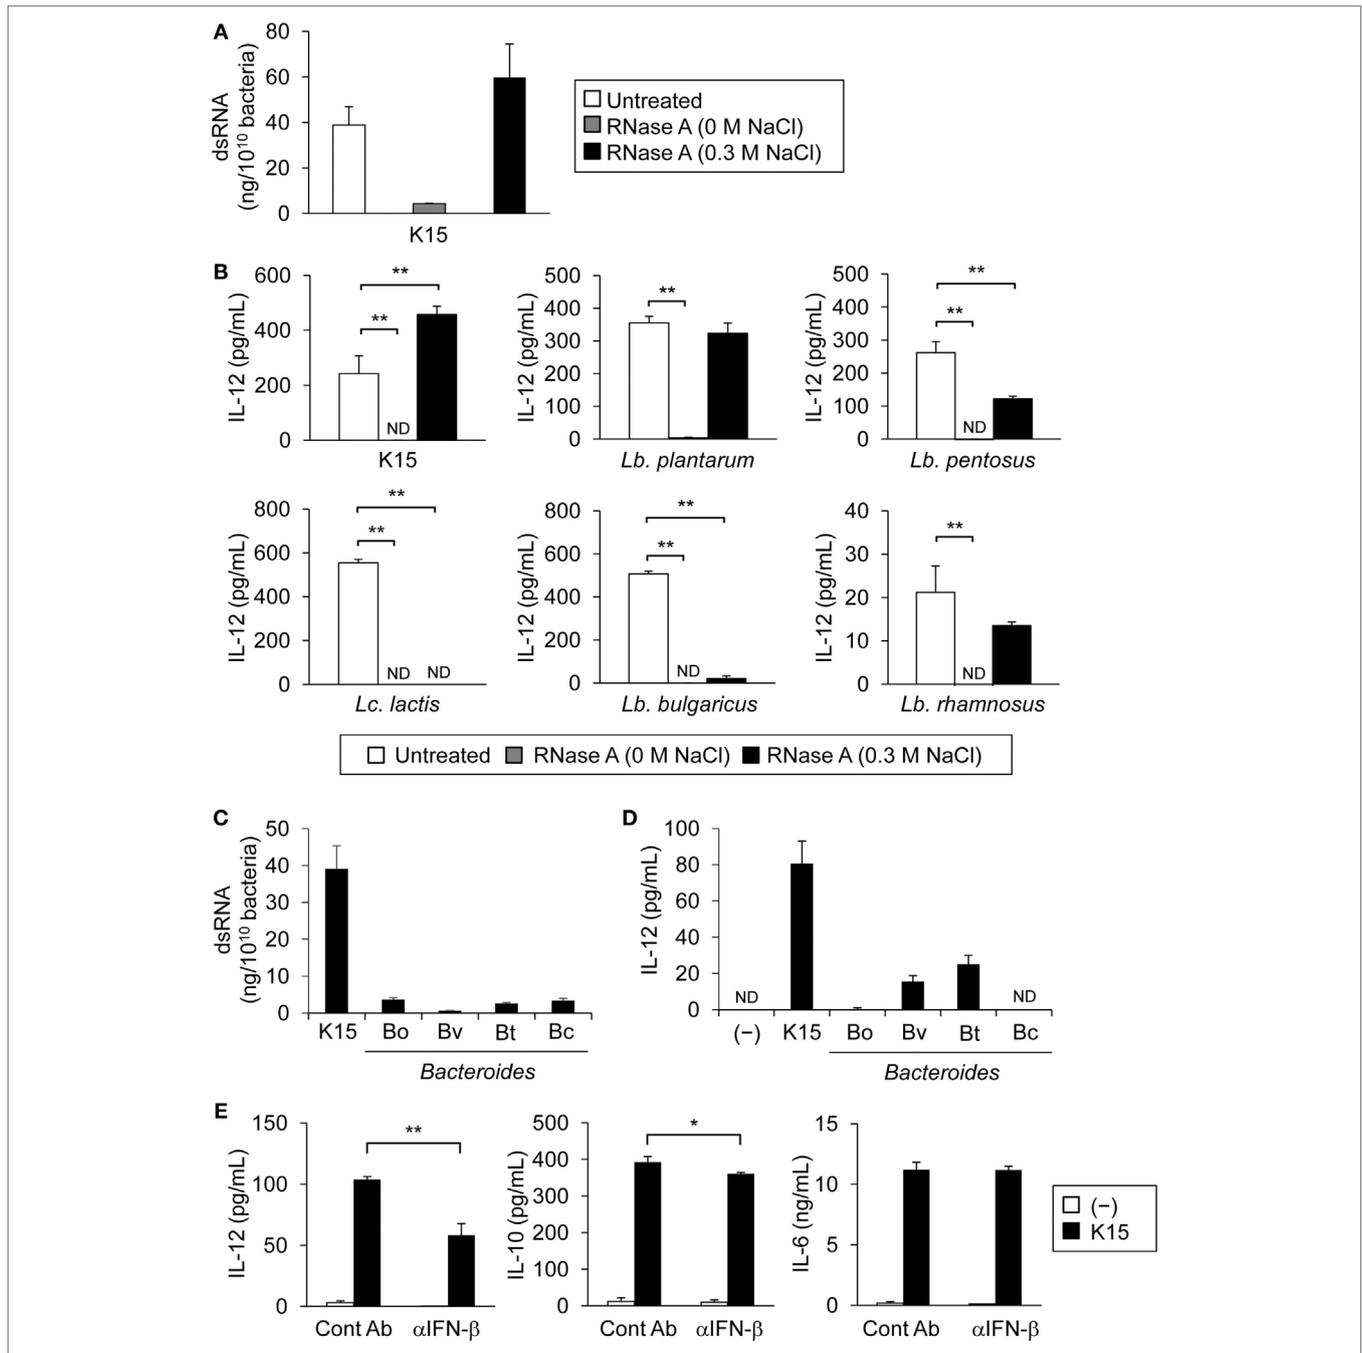 A
80
60
40
20
0
dsRNA
(ng/10¹⁰ bacteria)
K15
Untreated
RNase A (0 M NaCl)
RNase A (0.3 M NaCl)
B
600
400
200
0
IL-12 (pg/mL)
**
**
ND
K15
500
400
300
200
100
0
IL-12 (pg/mL)
**
Lb. plantarum
500
400
300
200
100
0
IL-12 (pg/mL)
**
**
ND
Lb. pentosus
800
600
400
200
0
IL-12 (pg/mL)
**
**
ND
ND
Lc. lactis
800
600
400
200
0
IL-12 (pg/mL)
**
**
ND
Lb. bulgaricus
40
30
20
10
0
IL-12 (pg/mL)
**
ND
Lb. rhamnosus
Untreated RNase A (0 M NaCl) RNase A (0.3 M NaCl)
C
50
40
30
20
10
0
dsRNA
(ng/10¹⁰ bacteria)
K15 Bo Bv Bt Bc
Bacteroides
D
100
80
60
40
20
0
IL-12 (pg/mL)
ND
ND
(−) K15 Bo Bv Bt Bc
Bacteroides
E
150
100
50
0
IL-12 (pg/mL)
**
Cont Ab αIFN-β
500
400
300
200
100
0
IL-10 (pg/mL)
*
Cont Ab αIFN-β
15
10
5
0
IL-6 (ng/mL)
Cont Ab αIFN-β
(−)
K15